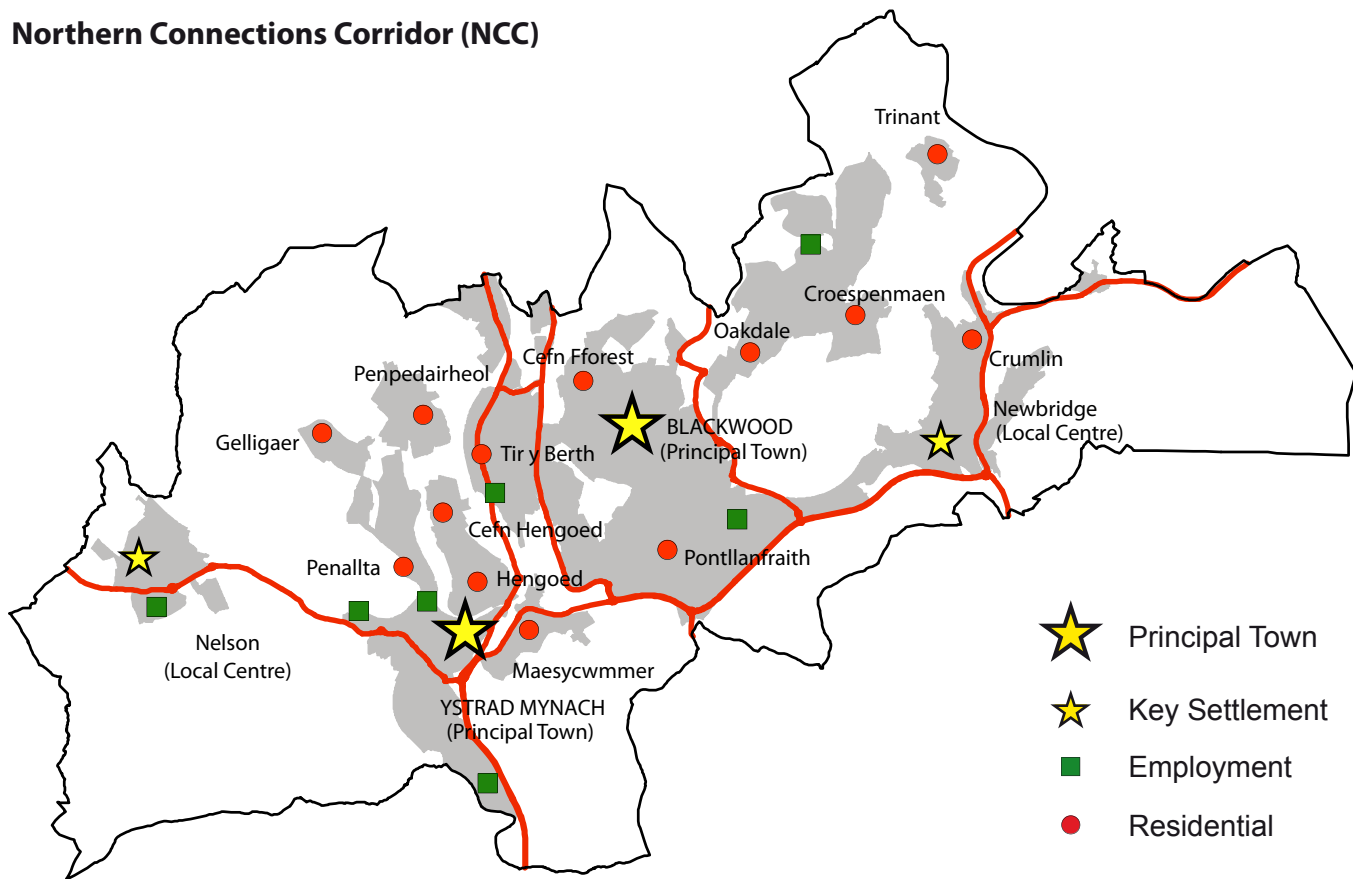 Northern Connections Corridor (NCC)
Trinant
Croespenmaen
Oakdale
Cefn Fforest
Crumlin
Penpedairheol
Newbridge
(Local Centre)
BLACKWOOD
(Principal Town)
Gelligaer
Tir y Berth
Cefn Hengoed
Pontllanfraith
Penallta
Hengoed
Nelson
(Local Centre)
Maesycwmmer
YSTRAD MYNACH
(Principal Town)
Principal Town
Key Settlement
Employment
Residential